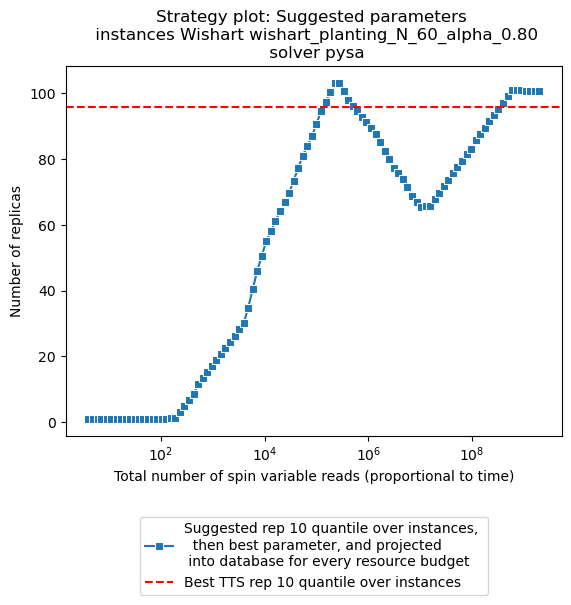 Strategy plot: Suggested parameters
instances Wishart wishart_planting_N_60_alpha_0.80
solver pysa
Number of replicas
100
80
60
40
20
0
10^2
10^4
10^6
10^8
Total number of spin variable reads (proportional to time)
Suggested rep 10 quantile over instances,
then best parameter, and projected
into database for every resource budget
Best TTS rep 10 quantile over instances